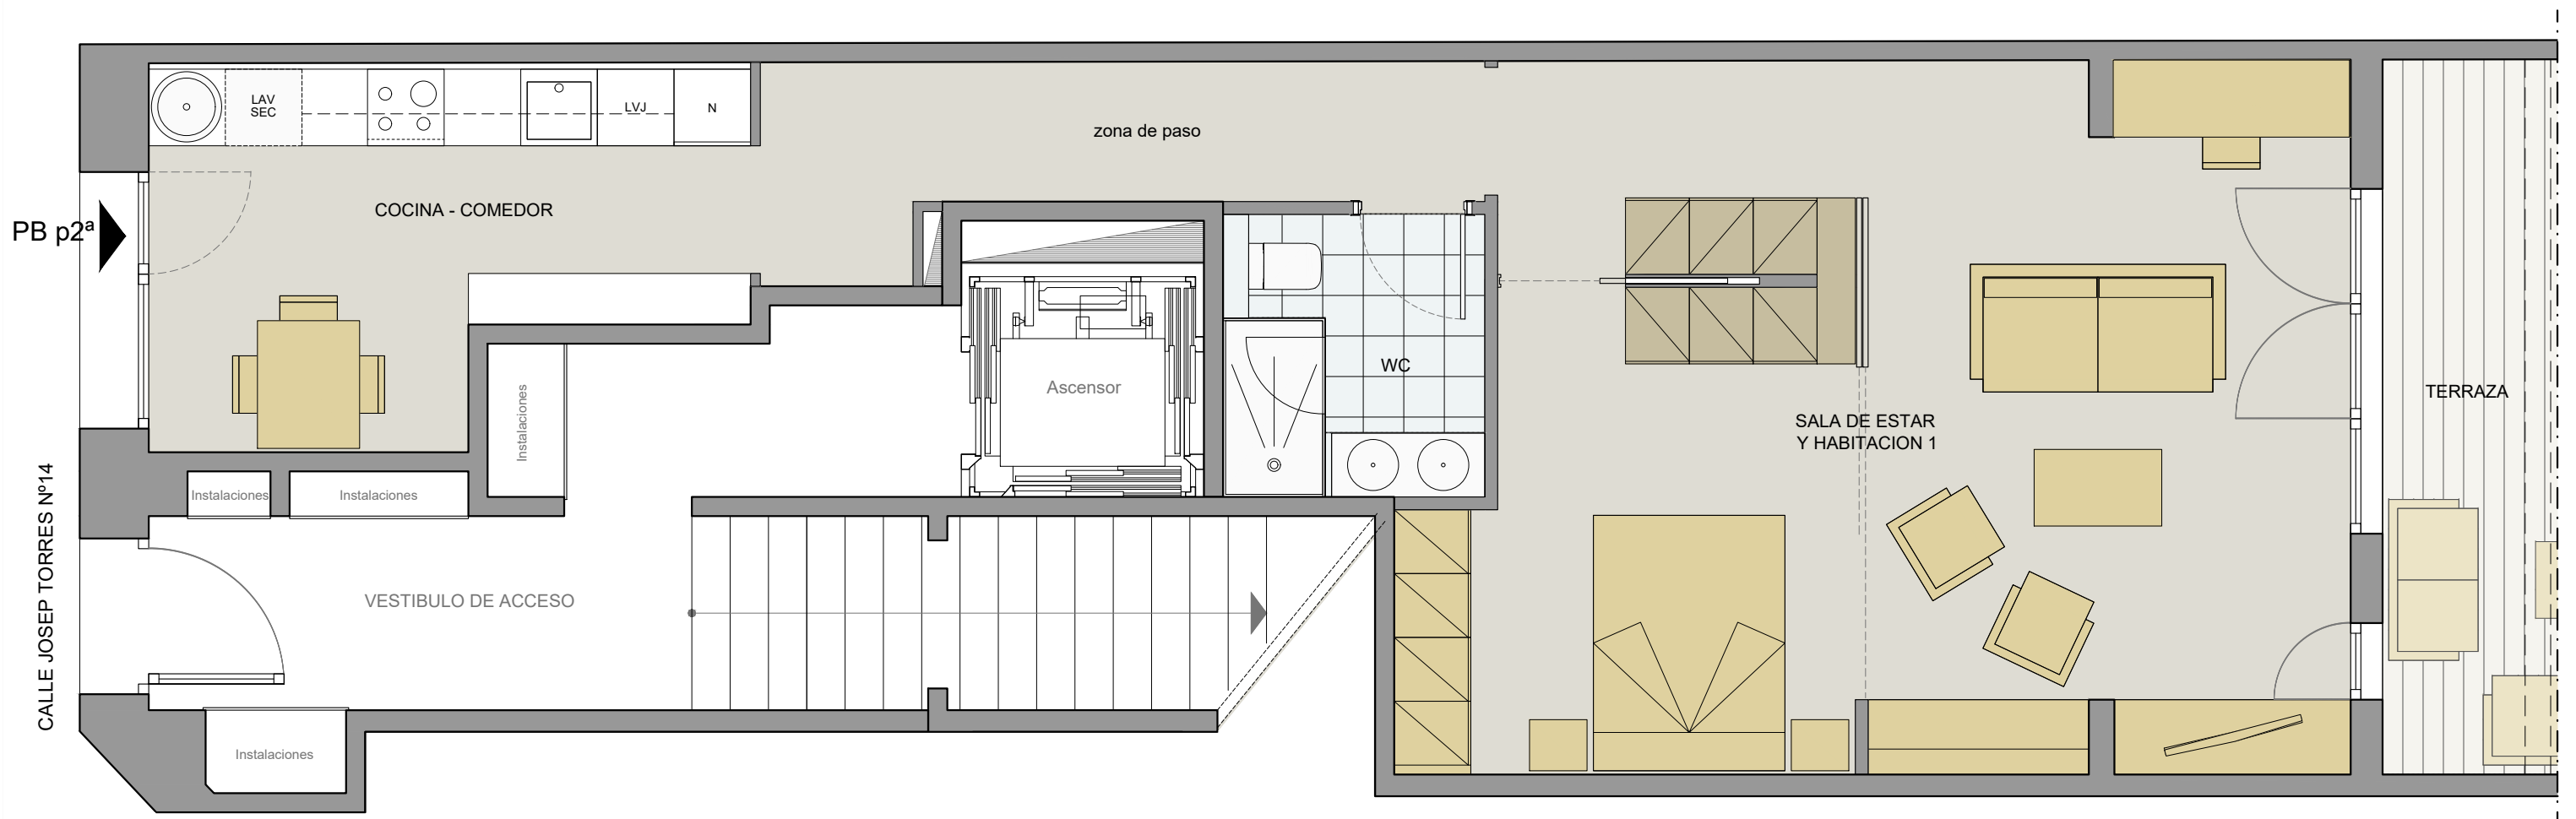 LAV
SEC
LVJ
N
zona de paso
COCINA - COMEDOR
PB p2ª
WC
Ascensor
Instalaciones
TERRAZA
SALA DE ESTAR
Y HABITACION 1
Instalaciones
Instalaciones
CALLE JOSEP TORRES Nº14
VESTIBULO DE ACCESO
Instalaciones